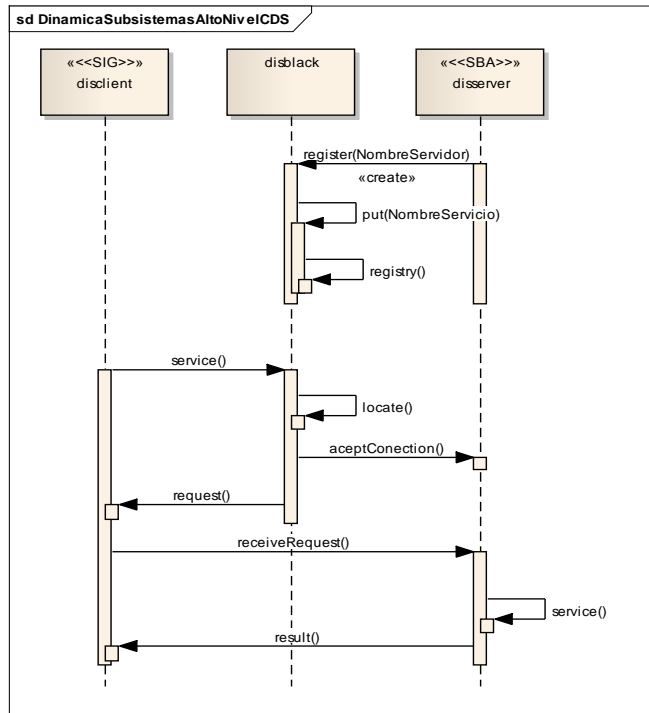 sd DinamicaSubsistemasAltoNivelCDS
«<<SIG>>»
disclient
disblack
«<<SBA>>»
disserver
register(NombreServidor)
«create»
put(NombreServicio)
registry()
service()
locate()
aceptConection()
request()
receiveRequest()
service()
result()